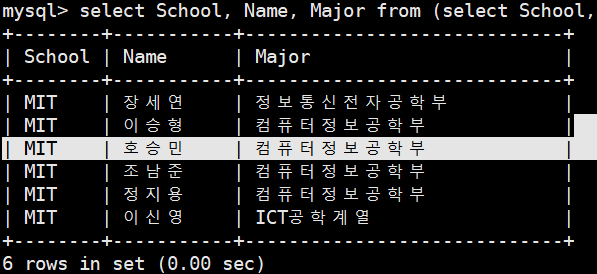 mysql> select School, Name, Major from (select School,
+--------+-----------+------------------------------+
| School | Name      | Major                        |
+--------+-----------+------------------------------+
| MIT    | 장세연    | 정보통신전자공학부           |
| MIT    | 이승형    | 컴퓨터정보공학부             |
| MIT    | 호승민    | 컴퓨터정보공학부             |
| MIT    | 조남준    | 컴퓨터정보공학부             |
| MIT    | 정지용    | 컴퓨터정보공학부             |
| MIT    | 이신영    | ICT공학계열                  |
+--------+-----------+------------------------------+
6 rows in set (0.00 sec)